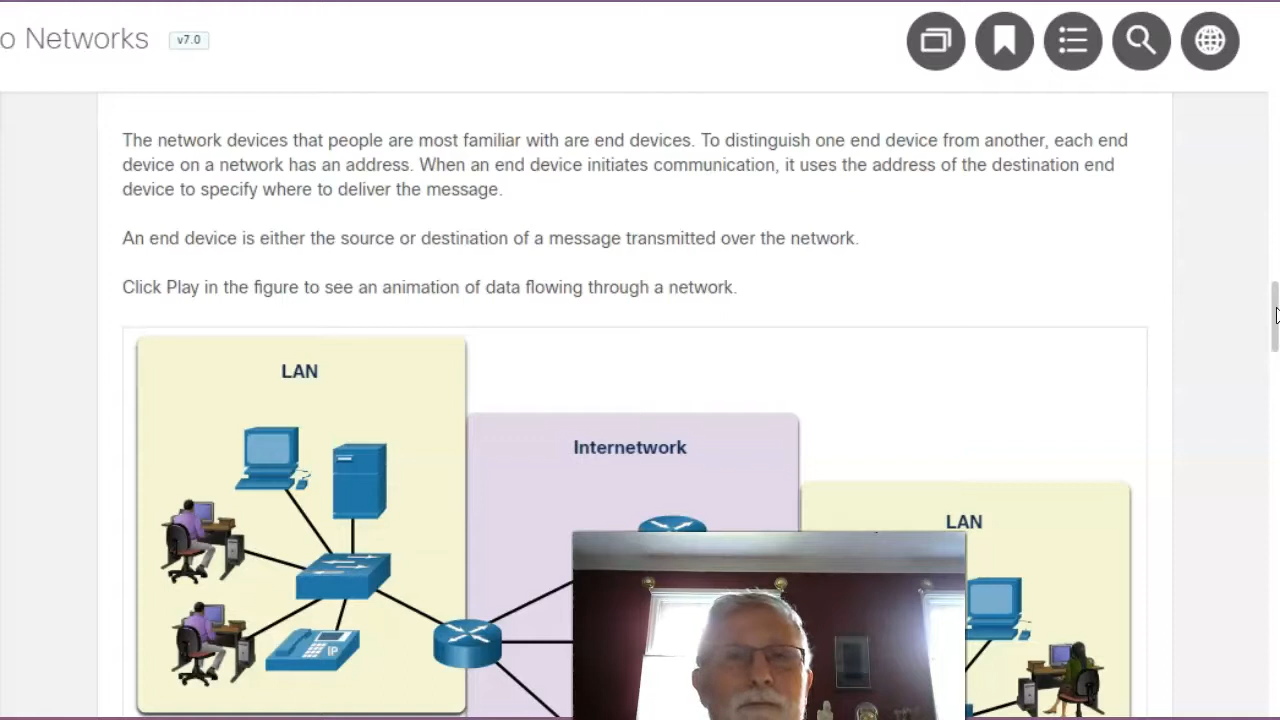 o Networks v7.0
The network devices that people are most familiar with are end devices. To distinguish one end device from another, each end
device on a network has an address. When an end device initiates communication, it uses the address of the destination end
device to specify where to deliver the message.
An end device is either the source or destination of a message transmitted over the network.
Click Play in the figure to see an animation of data flowing through a network.
LAN
Internetwork
LAN
IP